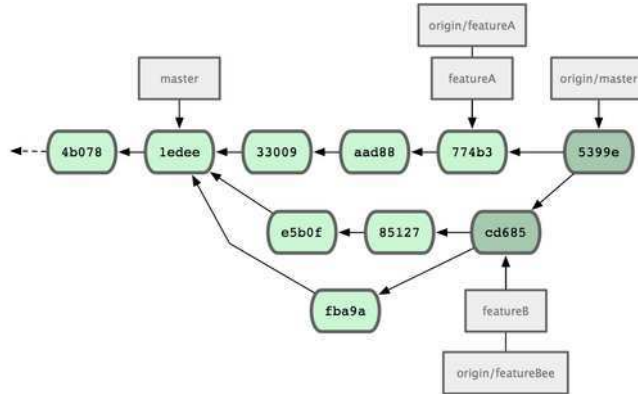 origin/featureA
master
featureA
origin/master
4b078
1edee
33009
aad88
774b3
5399e
e5b0f
85127
cd685
fba9a
featureB
origin/featureBee